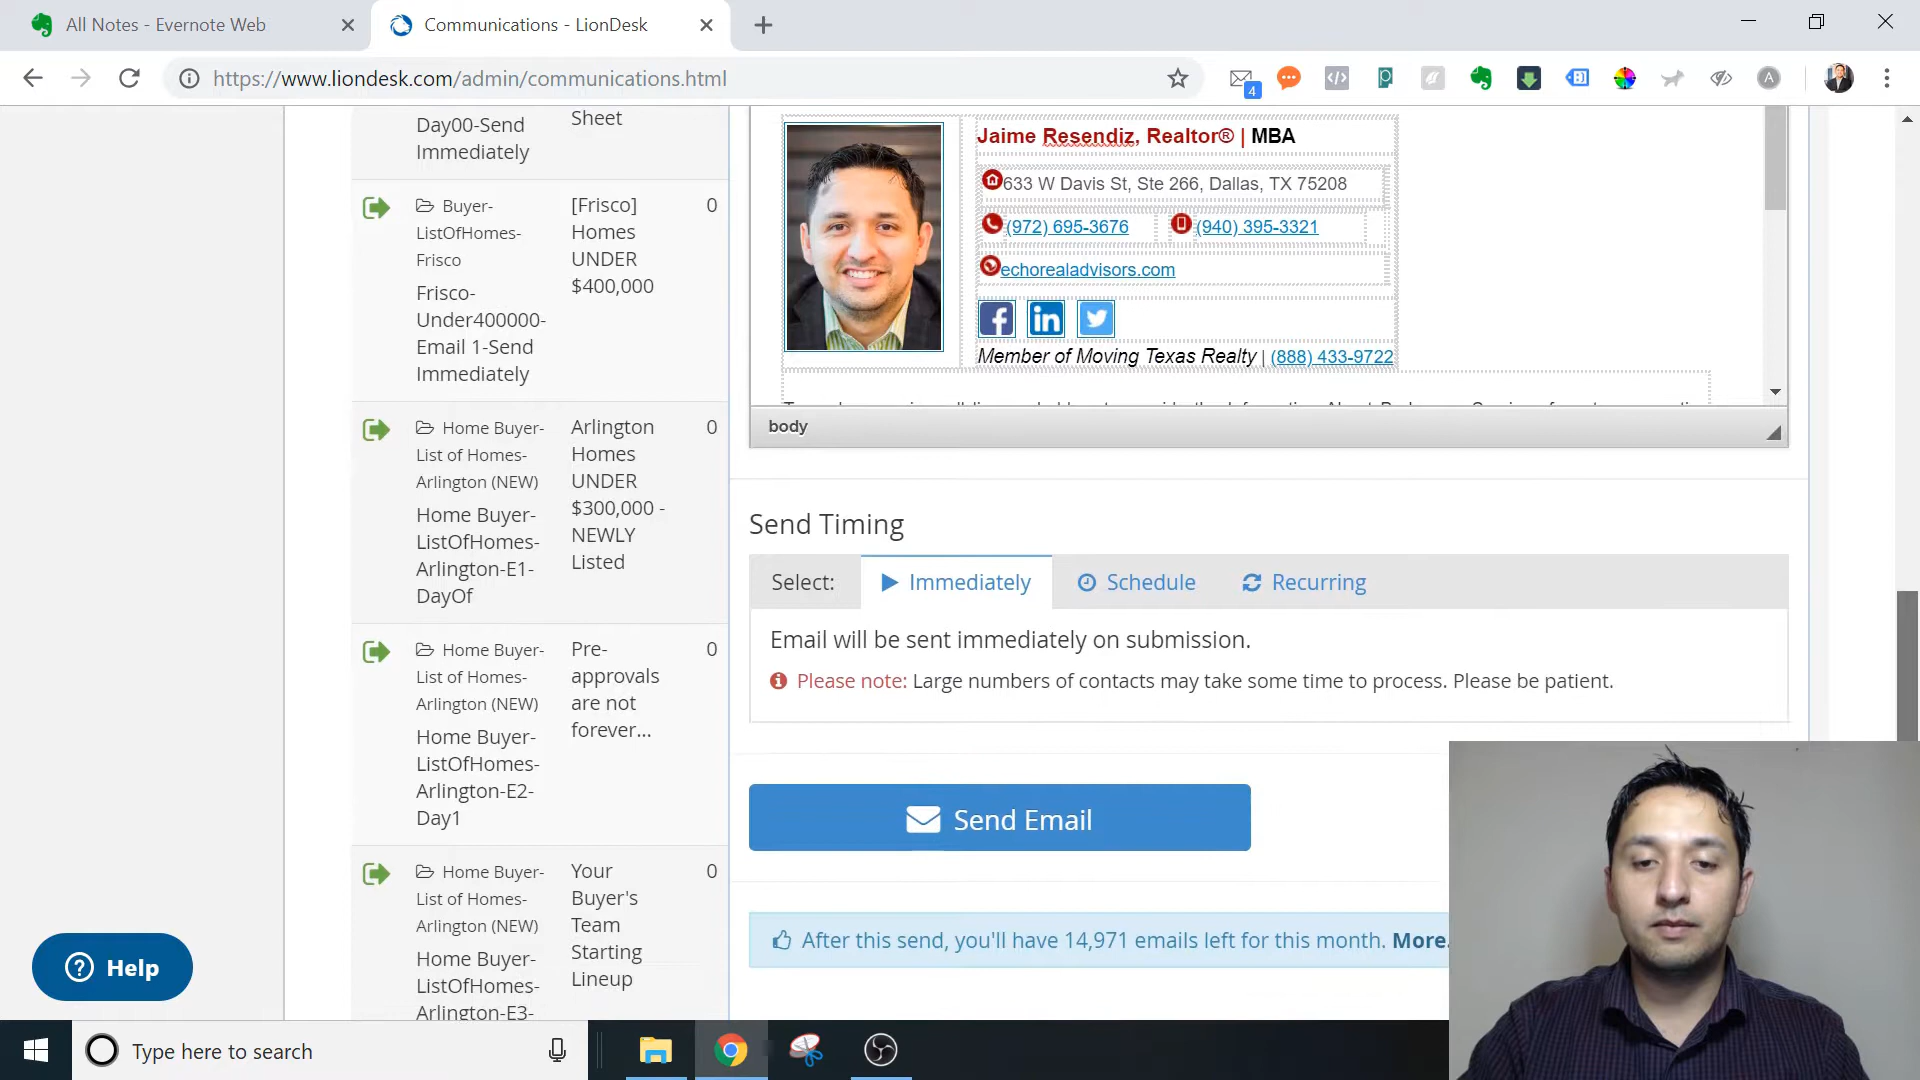 All Notes - Evernote Web
Communications - LionDesk
https://www.liondesk.com/admin/communications.html
4
A
Day00-Send
Immediately
Sheet
Buyer-
ListOfHomes-
Frisco
Frisco-
Under400000-
Email 1-Send
Immediately
[Frisco]
Homes
UNDER
$400,000
0
Home Buyer-
List of Homes-
Arlington (NEW)
Home Buyer-
ListOfHomes-
Arlington-E1-
DayOf
Arlington
Homes
UNDER
$300,000 -
NEWLY
Listed
0
Home Buyer-
List of Homes-
Arlington (NEW)
Home Buyer-
ListOfHomes-
Arlington-E2-
Day1
Pre-
approvals
are not
forever...
0
Home Buyer-
List of Homes-
Arlington (NEW)
Home Buyer-
ListOfHomes-
Arlington-E3-
Your
Buyer's
Team
Starting
Lineup
0
Jaime Resendiz, Realtor® | MBA
633 W Davis St, Ste 266, Dallas, TX 75208
(972) 695-3676 (940) 395-3321
echorealadvisors.com
Member of Moving Texas Realty | (888) 433-9722
body
Send Timing
Select: Immediately Schedule Recurring
Email will be sent immediately on submission.
Please note: Large numbers of contacts may take some time to process. Please be patient.
Send Email
After this send, you'll have 14,971 emails left for this month. More.
Help
Type here to search